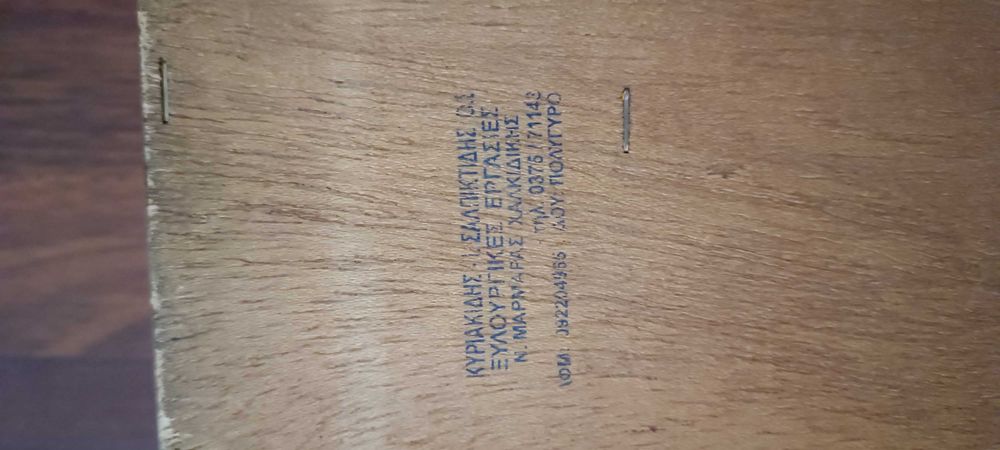 ΚΥΡΙΑΚΙΔΗΣ - ΣΑΛΠΙΚΤΙΔΗΣ Ο.Ε
ΞΥΛΟΥΡΓΙΚΕΣ ΕΡΓΑΣΙΕΣ
Ν. ΜΑΡΜΑΡΑΣ ΧΑΛΚΙΔΙΚΗΣ
ΤΗΛ. 0375 / 71143
ΑΦΜ: ΔΟΥ: ΠΟΛΥΓΥΡΟ